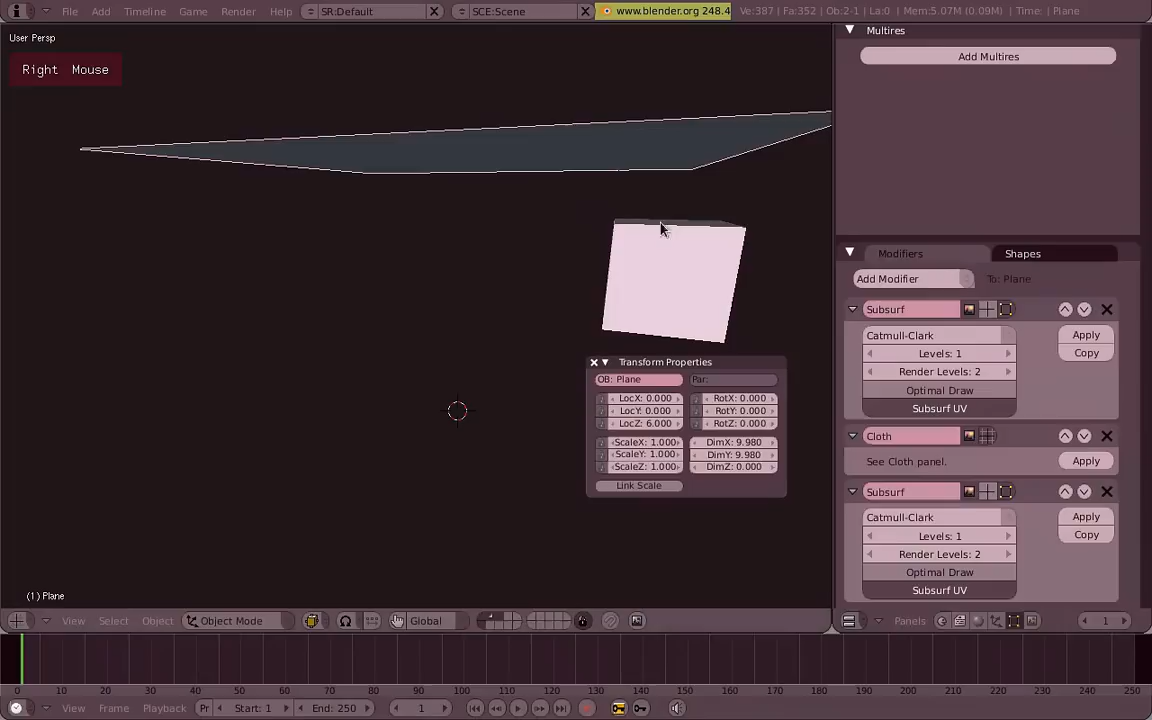 File Add Timeline Game Render Help SR:Default SCE:Scene www.blender.org 248.4 Ve:387 | Fa:352 | Ob:2-1 | La:0 | Mem:5.07M (0.09M) | Time: | Plane
User Persp
Right Mouse
Multires
Add Multires
Modifiers Shapes
Add Modifier To: Plane
Subsurf
Catmull-Clark Apply
Levels: 1 Copy
Render Levels: 2
Optimal Draw
Subsurf UV
Cloth
See Cloth panel. Apply
Subsurf
Catmull-Clark Apply
Levels: 1 Copy
Render Levels: 2
Optimal Draw
Subsurf UV
Transform Properties
OB: Plane Par:
LocX: 0.000 RotX: 0.000
LocY: 0.000 RotY: 0.000
LocZ: 6.000 RotZ: 0.000
ScaleX: 1.000 DimX: 9.980
ScaleY: 1.000 DimY: 9.980
ScaleZ: 1.000 DimZ: 0.000
Link Scale
(1) Plane
View Select Object Object Mode Global
Panels 1
0 10 20 30 40 50 60 70 80 90 100 110 120 130 140 150 160 170 180 190 200 210 220 230 240 250
View Frame Playback Pr Start: 1 End: 250 1